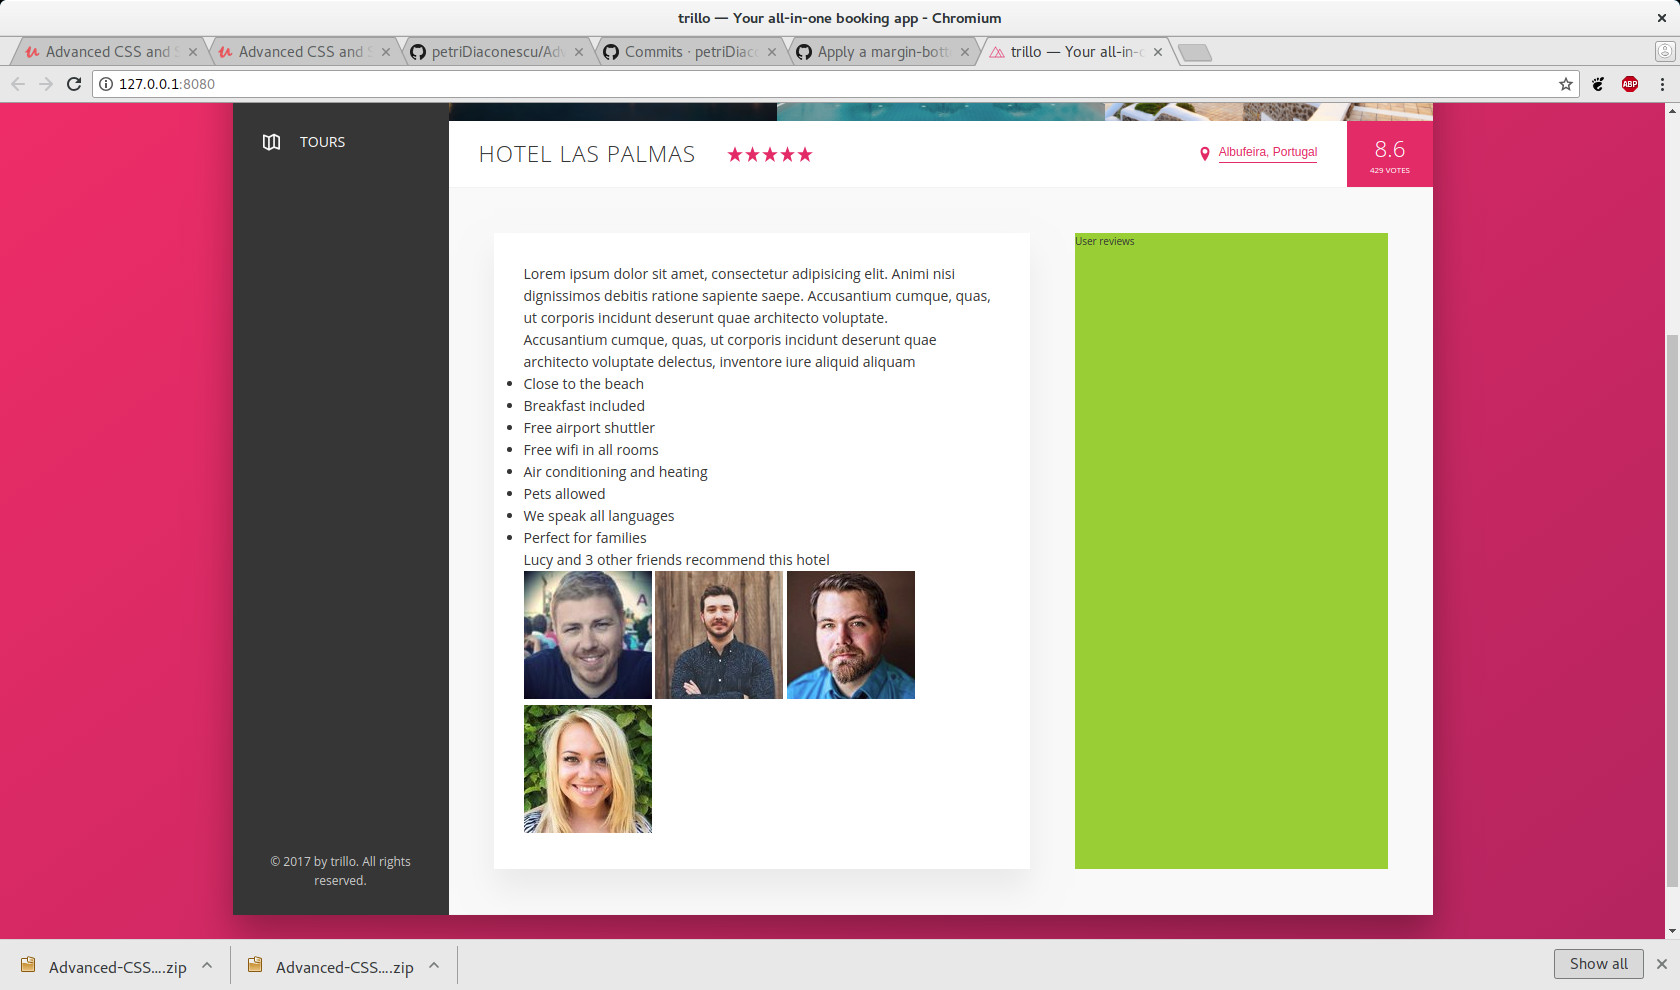 trillo — Your all-in-one booking app - Chromium
Advanced CSS and S
Advanced CSS and S
petriDiaconescu/Adv
Commits · petriDiac
Apply a margin-bott
trillo — Your all-in-o
127.0.0.1:8080
ABP
TOURS
HOTEL LAS PALMAS
Albufeira, Portugal
8.6
429 VOTES
Lorem ipsum dolor sit amet, consectetur adipisicing elit. Animi nisi
dignissimos debitis ratione sapiente saepe. Accusantium cumque, quas,
ut corporis incidunt deserunt quae architecto voluptate.
Accusantium cumque, quas, ut corporis incidunt deserunt quae
architecto voluptate delectus, inventore iure aliquid aliquam
Close to the beach
Breakfast included
Free airport shuttler
Free wifi in all rooms
Air conditioning and heating
Pets allowed
We speak all languages
Perfect for families
Lucy and 3 other friends recommend this hotel
User reviews
© 2017 by trillo. All rights
reserved.
Advanced-CSS....zip
Advanced-CSS....zip
Show all